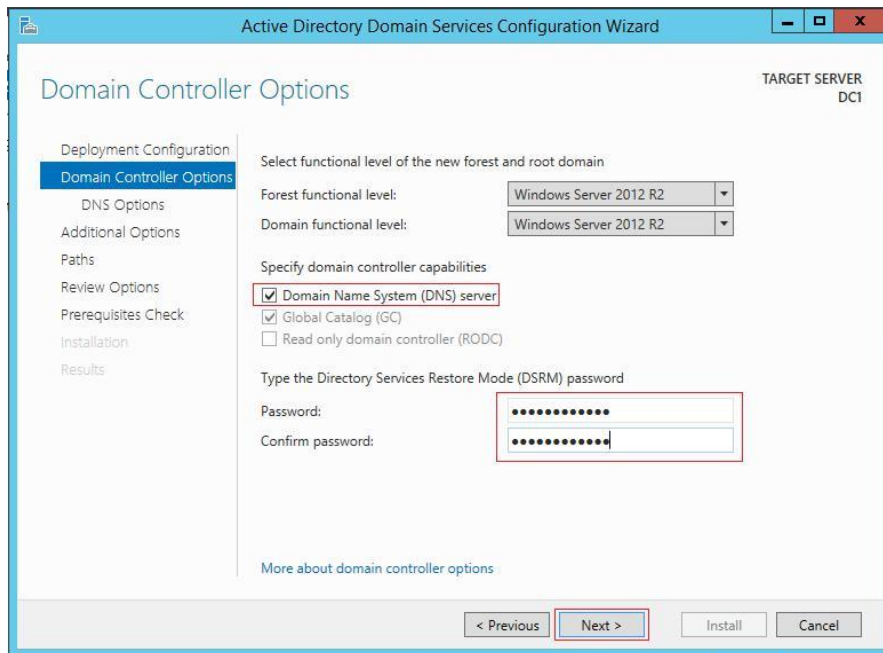 Active Directory Domain Services Configuration Wizard
Domain Controller Options
TARGET SERVER
DC1
Deployment Configuration
Domain Controller Options
DNS Options
Additional Options
Paths
Review Options
Prerequisites Check
Installation
Results
Select functional level of the new forest and root domain
Forest functional level: Windows Server 2012 R2
Domain functional level: Windows Server 2012 R2
Specify domain controller capabilities
Domain Name System (DNS) server
Global Catalog (GC)
Read only domain controller (RODC)
Type the Directory Services Restore Mode (DSRM) password
Password: ••••••••••••
Confirm password: ••••••••••••
More about domain controller options
< Previous Next > Install Cancel